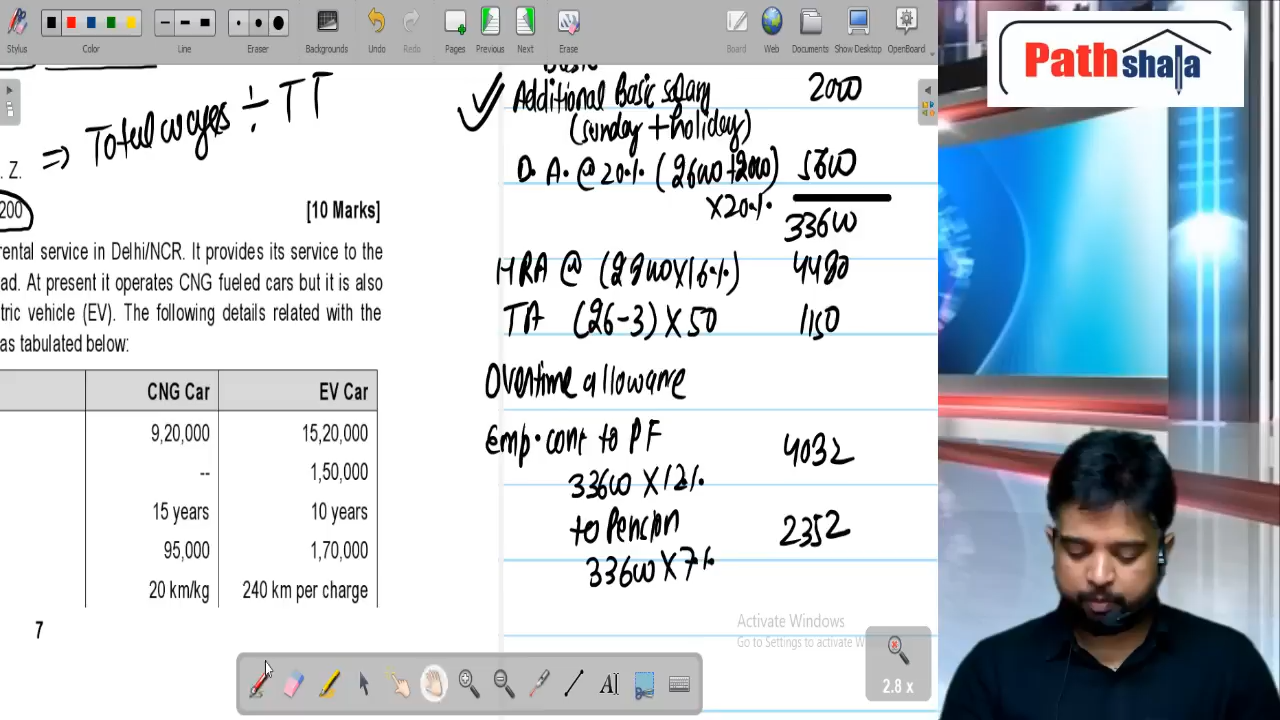 Stylus
Color
Line
Eraser
Backgrounds
Undo
Redo
Pages
Previous
Next
Erase
Board
Web
Documents
Show Desktop
OpenBoard
Path shala
=> Total wages ÷ TT
. Z.
200
[10 Marks]
rental service in Delhi/NCR. It provides its service to the
ad. At present it operates CNG fueled cars but it is also
tric vehicle (EV). The following details related with the
as tabulated below:
CNG Car EV Car
9,20,000 15,20,000
-- 1,50,000
15 years 10 years
95,000 1,70,000
20 km/kg 240 km per charge
7
Basic
Additional Basic salary 2000
(sunday + holiday)
D. A. @ 20% (26000+2000) 5600
X20%
33600
HRA @ (28000X16%) 4480
TA (26-3) X 50 1150
Overtime allowance
Emp. cont to PF 4032
33600 X 12%
to Pencion 2352
33600 X 7%
Activate Windows
Go to Settings to activate W
2.8 x